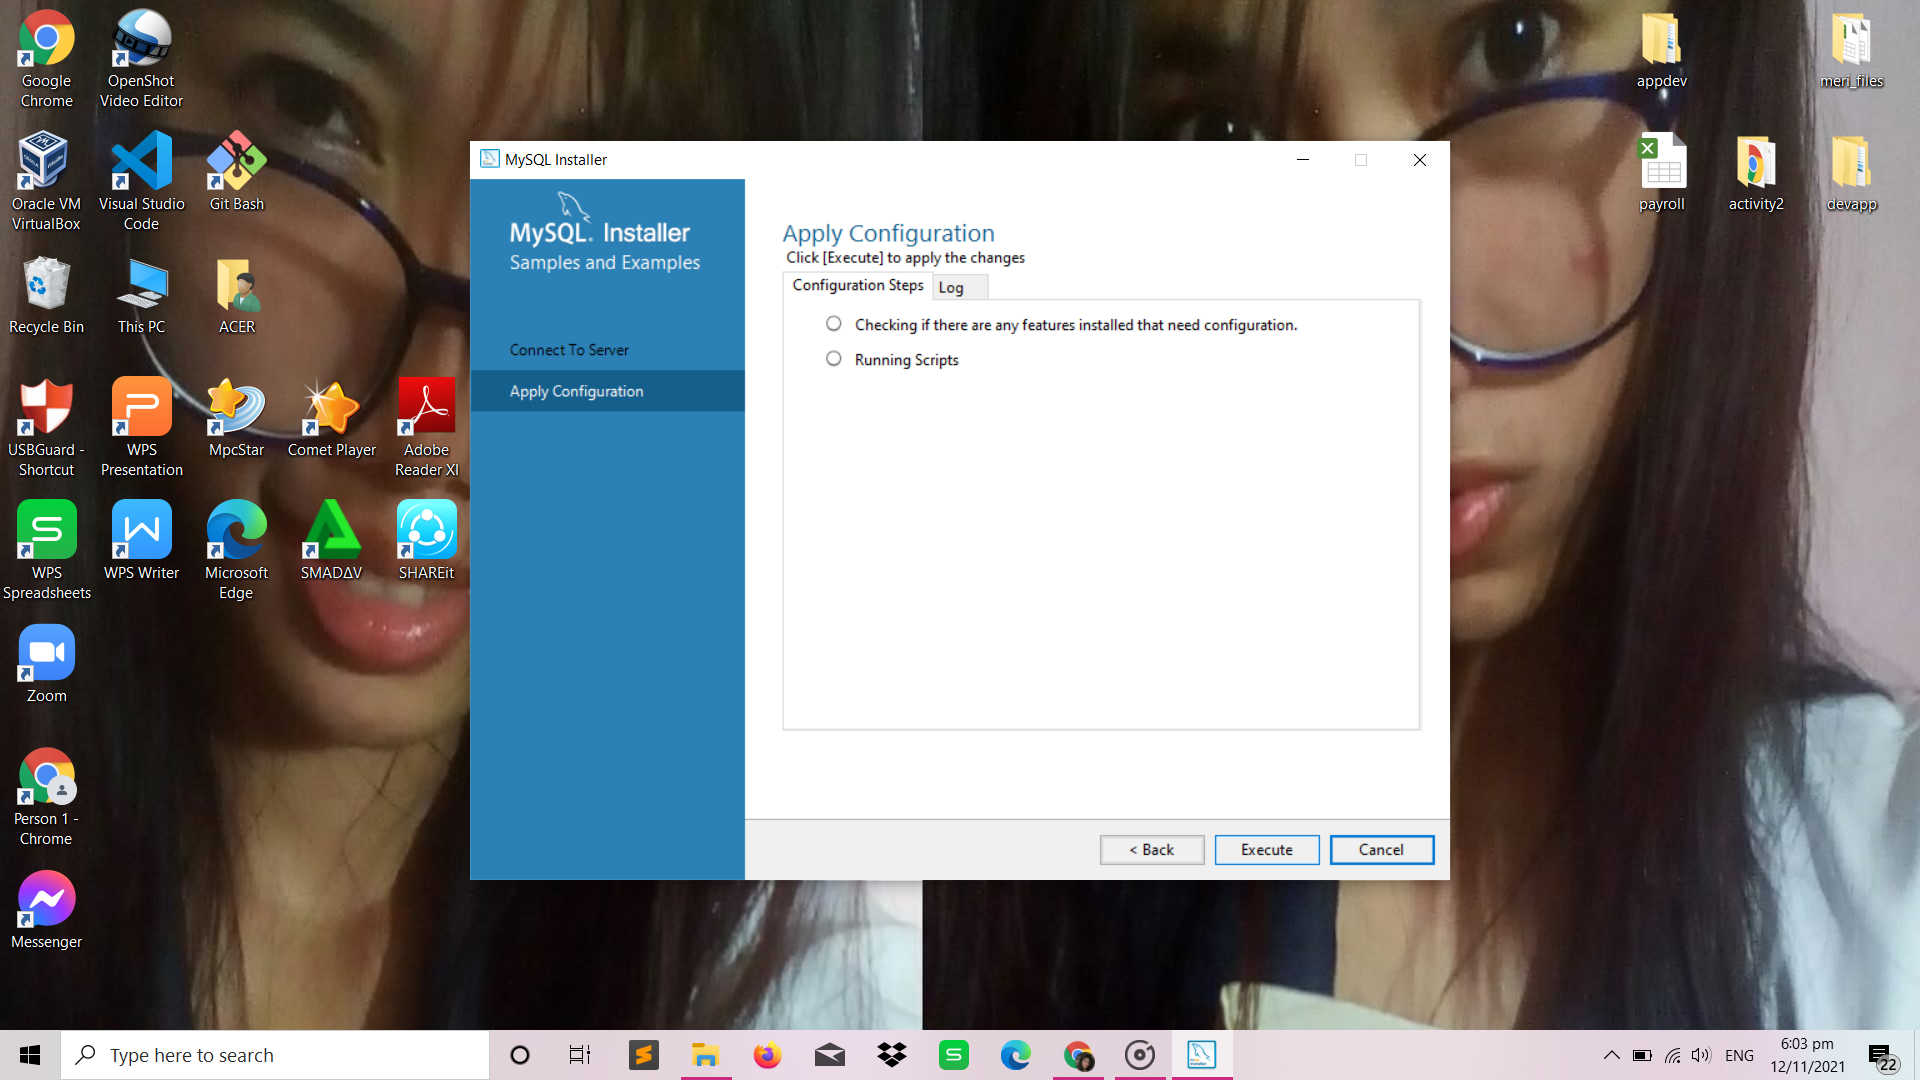 Google
Chrome
OpenShot
Video Editor
Oracle VM
VirtualBox
Visual Studio
Code
Git Bash
Recycle Bin
This PC
ACER
USBGuard -
Shortcut
WPS
Presentation
MpcStar
Comet Player
Adobe
Reader XI
WPS
Spreadsheets
WPS Writer
Microsoft
Edge
SMADΔV
SHAREit
Zoom
Person 1 -
Chrome
Messenger
MySQL Installer
MySQL. Installer
Samples and Examples
Connect To Server
Apply Configuration
Apply Configuration
Click [Execute] to apply the changes
Configuration Steps
Log
Checking if there are any features installed that need configuration.
Running Scripts
< Back
Execute
Cancel
appdev
meri_files
payroll
activity2
devapp
Type here to search
ENG
6:03 pm
12/11/2021
22